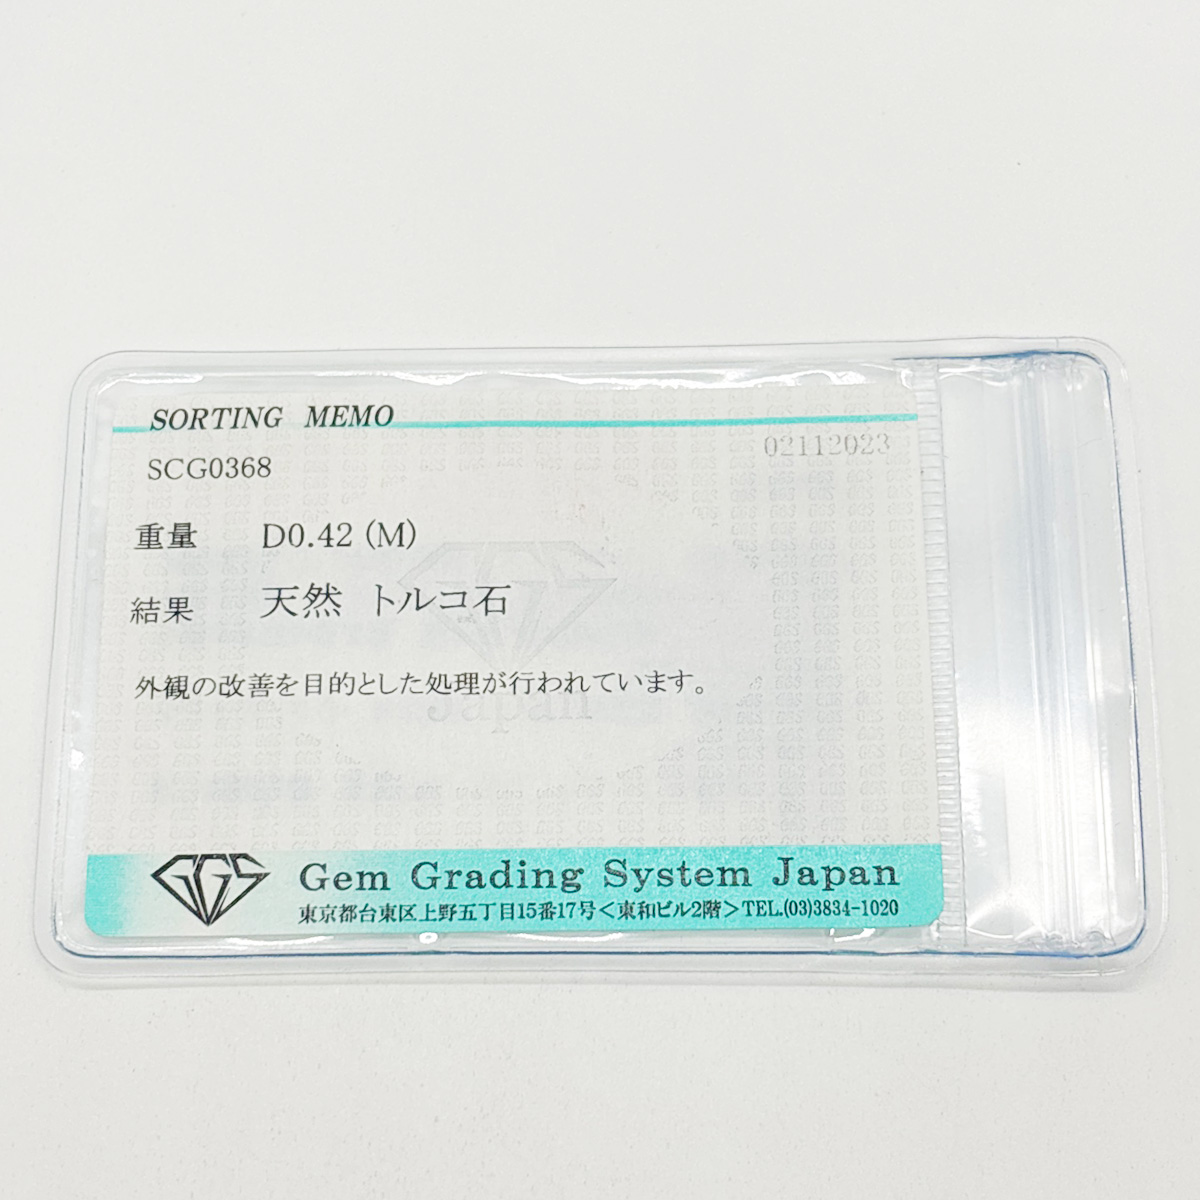 SORTING MEMO
02112023
SCG0368
重量 D0.42 (M)
結果 天然 トルコ石
外観の改善を目的とした処理が行われています。
Japan
GGS Gem Grading System Japan
東京都台東区上野五丁目15番17号＜東和ビル2階＞TEL.(03)3834-1020